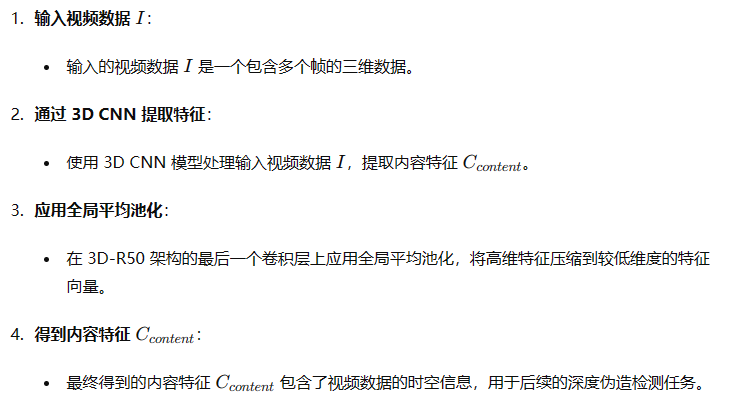 1. 输入视频数据 I：
• 输入的视频数据 I 是一个包含多个帧的三维数据。
2. 通过 3D CNN 提取特征：
• 使用 3D CNN 模型处理输入视频数据 I，提取内容特征 C_{content}。
3. 应用全局平均池化：
• 在 3D-R50 架构的最后一个卷积层上应用全局平均池化，将高维特征压缩到较低维度的特征
向量。
4. 得到内容特征 C_{content}：
• 最终得到的内容特征 C_{content} 包含了视频数据的时空信息，用于后续的深度伪造检测任务。